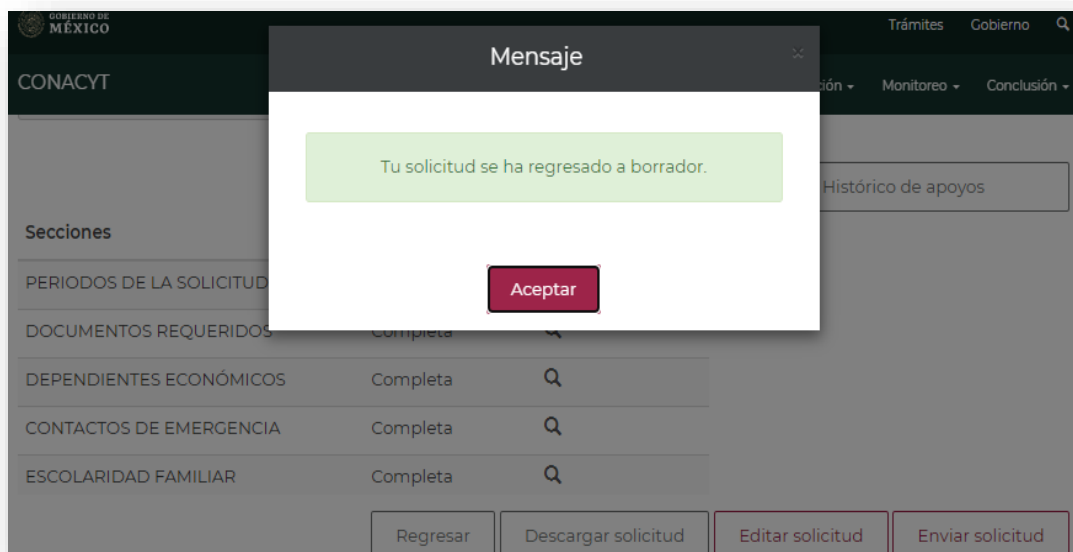 GOBIERNO DE
MÉXICO
Trámites Gobierno
CONACYT
ción Monitoreo Conclusión
Mensaje
×
Tu solicitud se ha regresado a borrador.
Aceptar
Histórico de apoyos
Secciones
PERIODOS DE LA SOLICITUD
DOCUMENTOS REQUERIDOS Completa
DEPENDIENTES ECONÓMICOS Completa
CONTACTOS DE EMERGENCIA Completa
ESCOLARIDAD FAMILIAR Completa
Regresar Descargar solicitud Editar solicitud Enviar solicitud